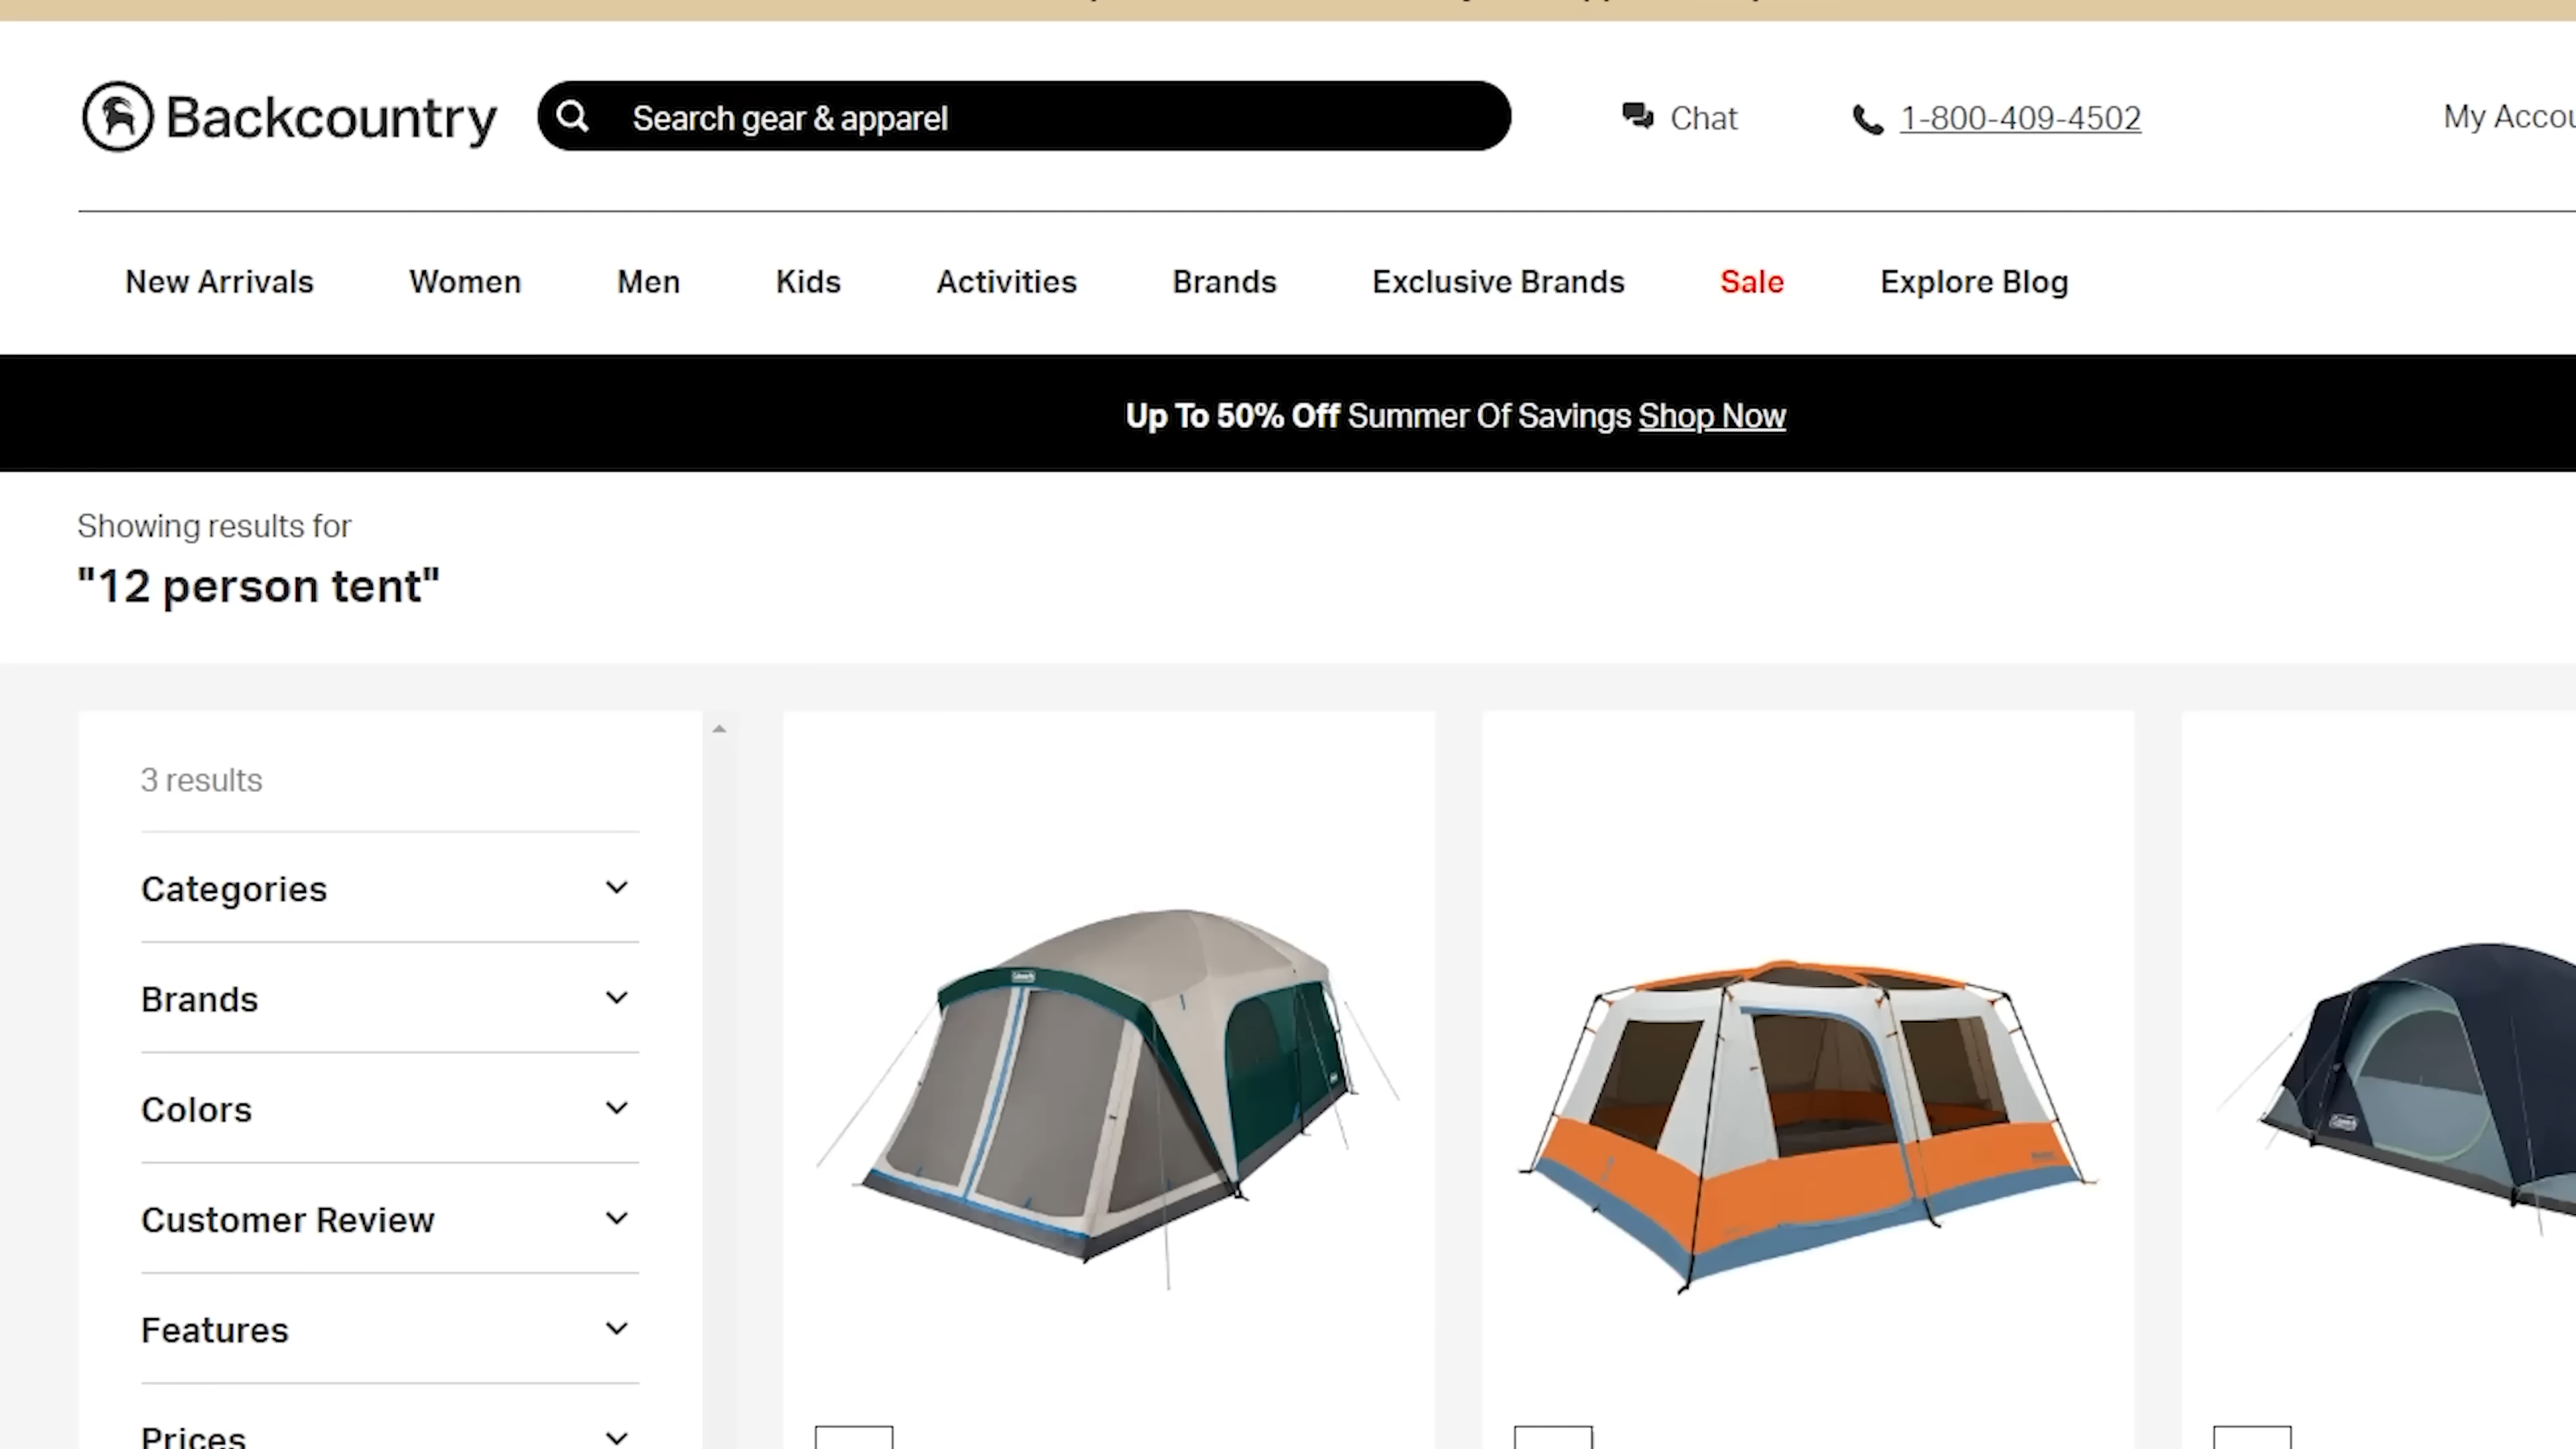 Backcountry
Search gear & apparel
Chat
1-800-409-4502
My Accou
New Arrivals
Women
Men
Kids
Activities
Brands
Exclusive Brands
Sale
Explore Blog
Up To 50% Off Summer Of Savings Shop Now
Showing results for
"12 person tent"
3 results
Categories
Brands
Colors
Customer Review
Features
Prices